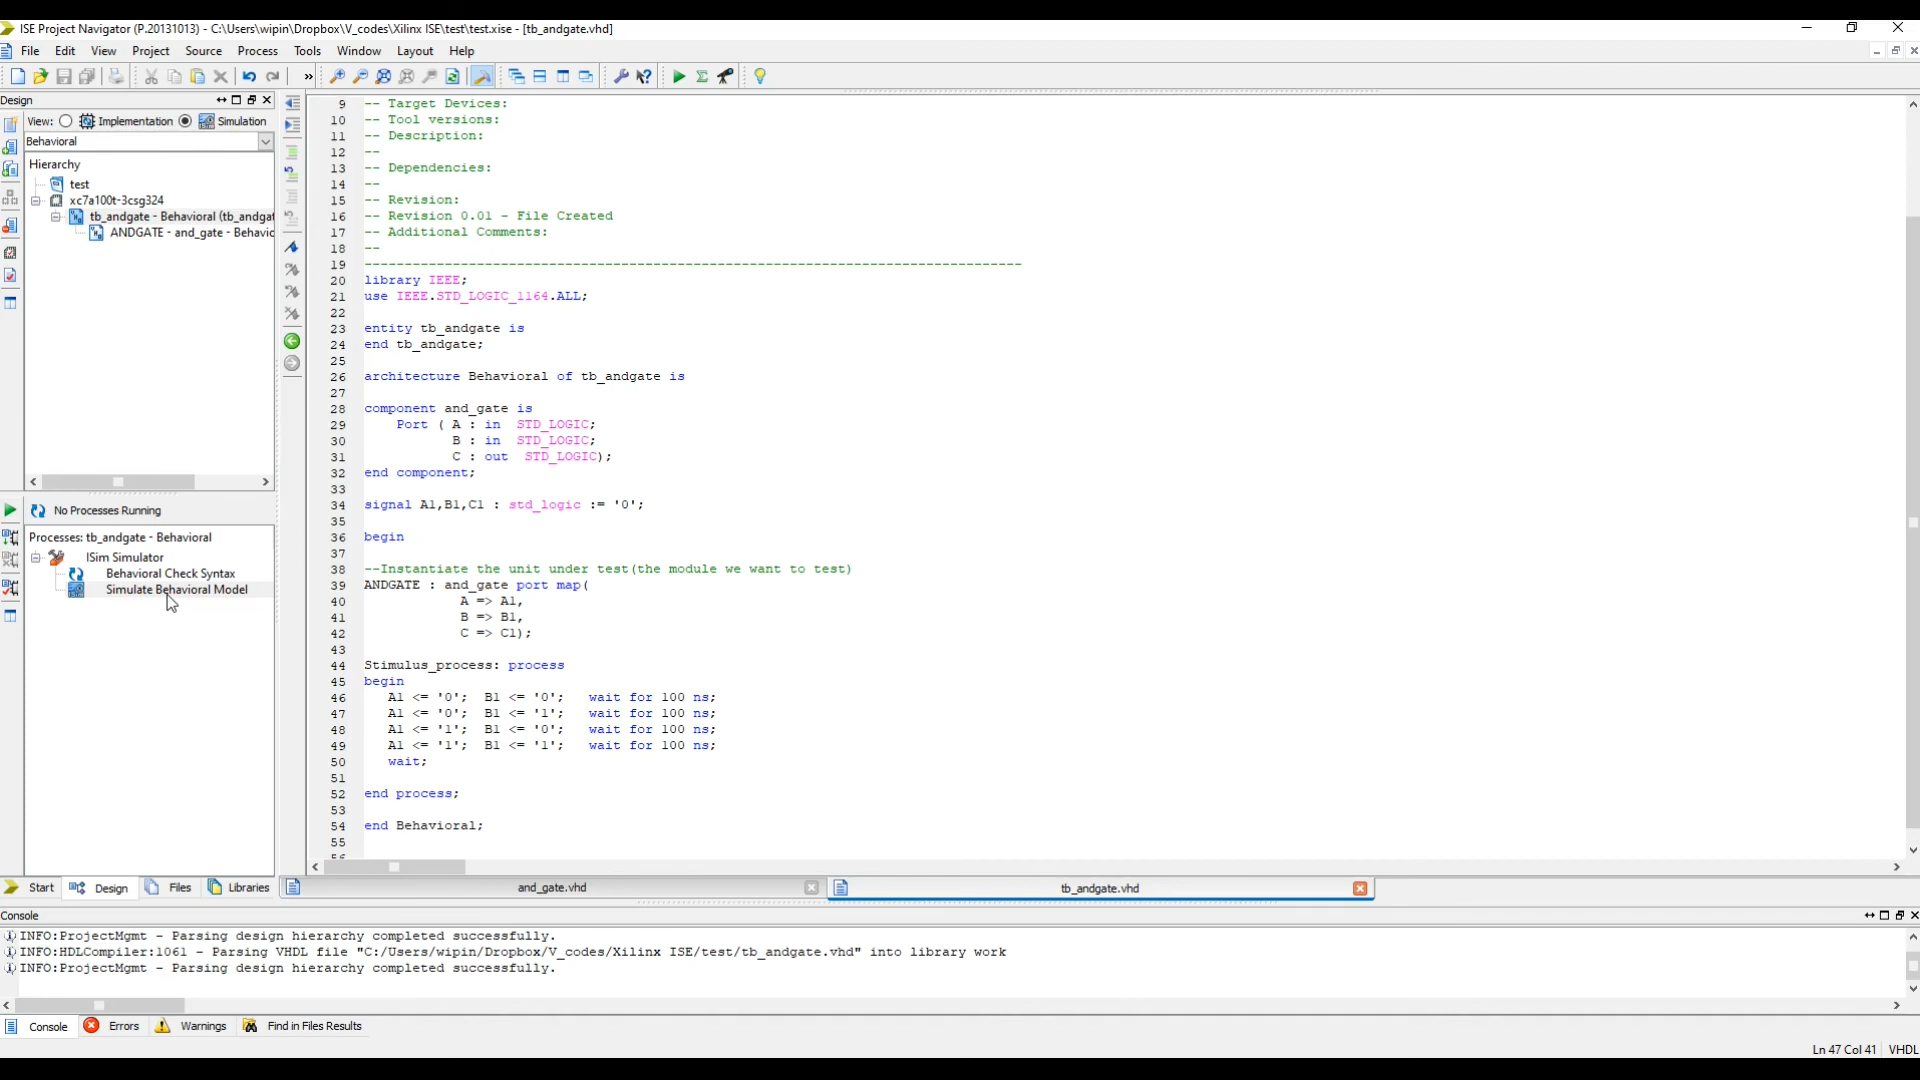 ISE Project Navigator (P.20131013) - C:\Users\wipin\Dropbox\V_codes\Xilinx ISE\test\test.xise - [tb_andgate.vhd]
File Edit View Project Source Process Tools Window Layout Help
Design
View: Implementation Simulation
Behavioral
Hierarchy
test
xc7a100t-3csg324
tb_andgate - Behavioral (tb_andgat
ANDGATE - and_gate - Behavic
No Processes Running
Processes: tb_andgate - Behavioral
ISim Simulator
Behavioral Check Syntax
Simulate Behavioral Model
9 -- Target Devices:
10 -- Tool versions:
11 -- Description:
12 --
13 -- Dependencies:
14 --
15 -- Revision:
16 -- Revision 0.01 - File Created
17 -- Additional Comments:
18 --
19 ----------------------------------------------------------------------------------
20 library IEEE;
21 use IEEE.STD_LOGIC_1164.ALL;
22
23 entity tb_andgate is
24 end tb_andgate;
25
26 architecture Behavioral of tb_andgate is
27
28 component and_gate is
29 Port ( A : in STD_LOGIC;
30 B : in STD_LOGIC;
31 C : out STD_LOGIC);
32 end component;
33
34 signal A1,B1,C1 : std_logic := '0';
35
36 begin
37
38 --Instantiate the unit under test(the module we want to test)
39 ANDGATE : and_gate port map(
40 A => A1,
41 B => B1,
42 C => C1);
43
44 Stimulus_process: process
45 begin
46 A1 <= '0'; B1 <= '0'; wait for 100 ns;
47 A1 <= '0'; B1 <= '1'; wait for 100 ns;
48 A1 <= '1'; B1 <= '0'; wait for 100 ns;
49 A1 <= '1'; B1 <= '1'; wait for 100 ns;
50 wait;
51
52 end process;
53
54 end Behavioral;
55
56
Start Design Files Libraries and_gate.vhd tb_andgate.vhd
Console
INFO:ProjectMgmt - Parsing design hierarchy completed successfully.
INFO:HDLCompiler:1061 - Parsing VHDL file "C:/Users/wipin/Dropbox/V_codes/Xilinx ISE/test/tb_andgate.vhd" into library work
INFO:ProjectMgmt - Parsing design hierarchy completed successfully.
Console Errors Warnings Find in Files Results
Ln 47 Col 41 VHDL